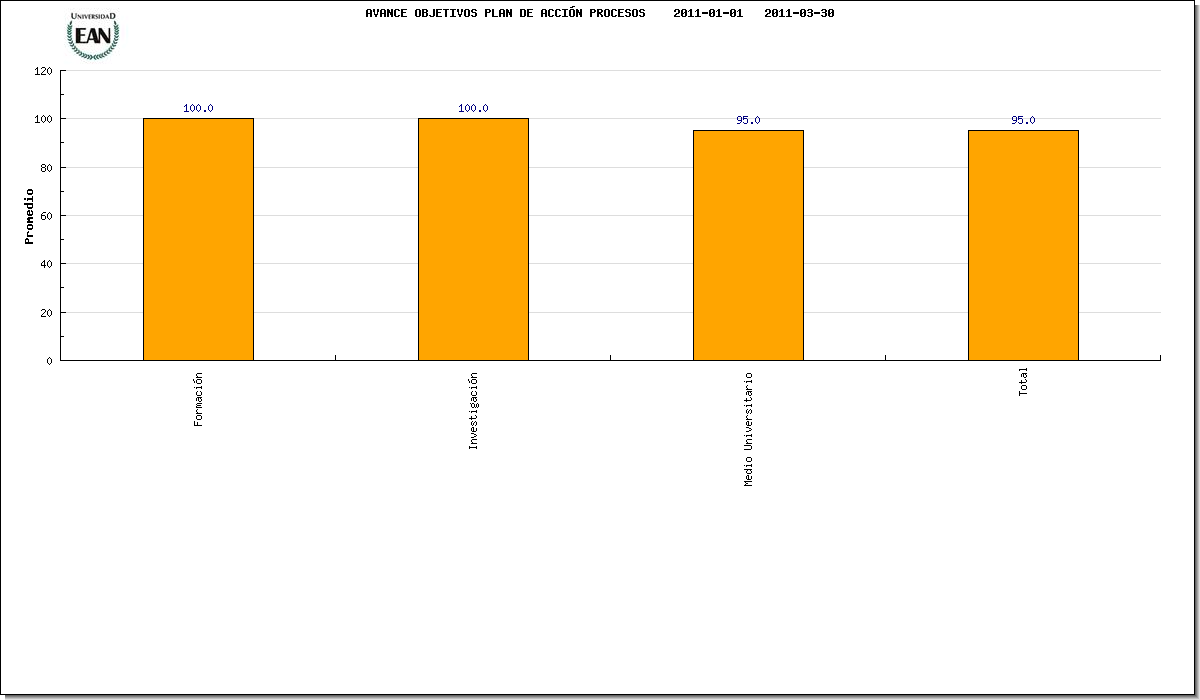 UNIVERSIDAD
EAN
AVANCE OBJETIVOS PLAN DE ACCIÓN PROCESOS 2011-01-01 2011-03-30
Promedio
120
100
80
60
40
20
0
100.0
100.0
95.0
95.0
Formación
Investigación
Medio Universitario
Total